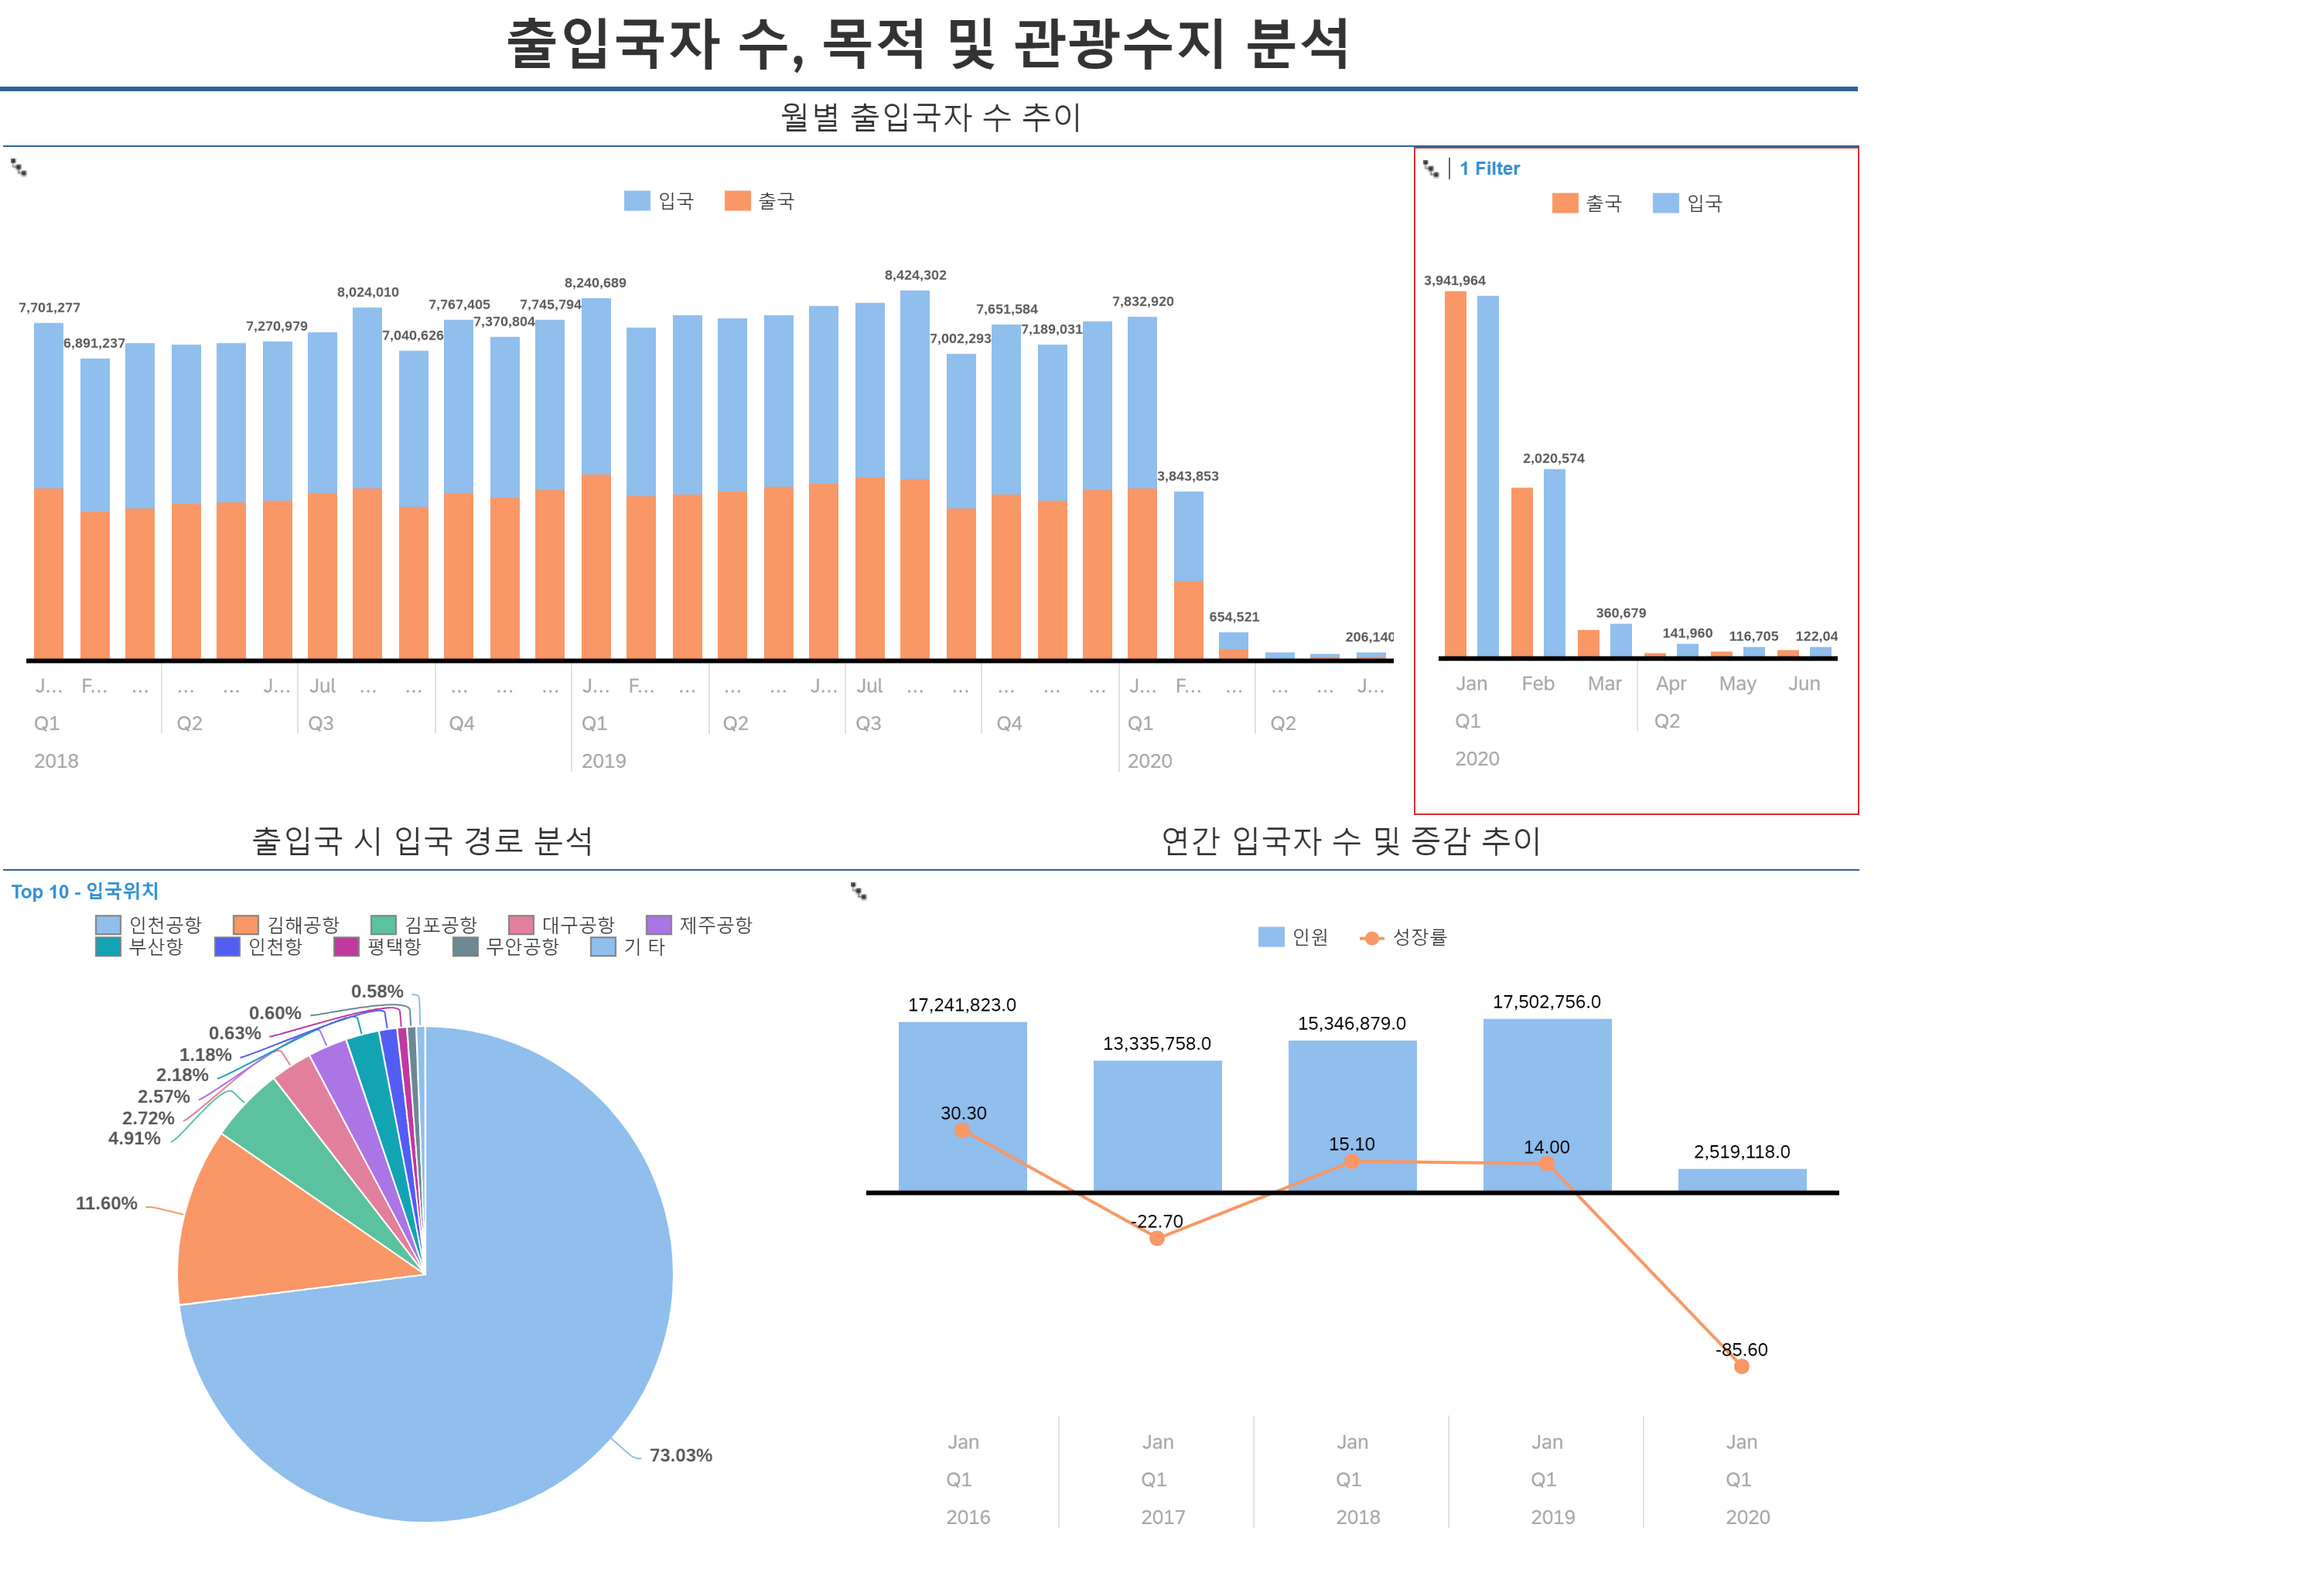 출입국자 수, 목적 및 관광수지 분석
월별 출입국자 수 추이
입국 출국
7,701,277 6,891,237 7,270,979 8,024,010 7,040,626 7,767,405 7,370,804 7,745,794 8,240,689 8,424,302 7,002,293 7,651,584 7,189,031 7,832,920 3,843,853 654,521 206,140
J... F... ... ... ... J... Jul ... ... ... ... ... J... F... ... ... ... J... Jul ... ... ... ... ... J... F... ... ... ... J...
Q1 Q2 Q3 Q4 Q1 Q2 Q3 Q4 Q1 Q2
2018 2019 2020
1 Filter
출국 입국
3,941,964
2,020,574
360,679 141,960 116,705 122,04
Jan Feb Mar Apr May Jun
Q1 Q2
2020
출입국 시 입국 경로 분석
Top 10 - 입국위치
인천공항 김해공항 김포공항 대구공항 제주공항
부산항 인천항 평택항 무안공항 기 타
0.58%
0.60%
0.63%
1.18%
2.18%
2.57%
2.72%
4.91%
11.60%
73.03%
연간 입국자 수 및 증감 추이
인원 성장률
17,241,823.0 13,335,758.0 15,346,879.0 17,502,756.0 2,519,118.0
30.30 -22.70 15.10 14.00 -85.60
Jan Jan Jan Jan Jan
Q1 Q1 Q1 Q1 Q1
2016 2017 2018 2019 2020